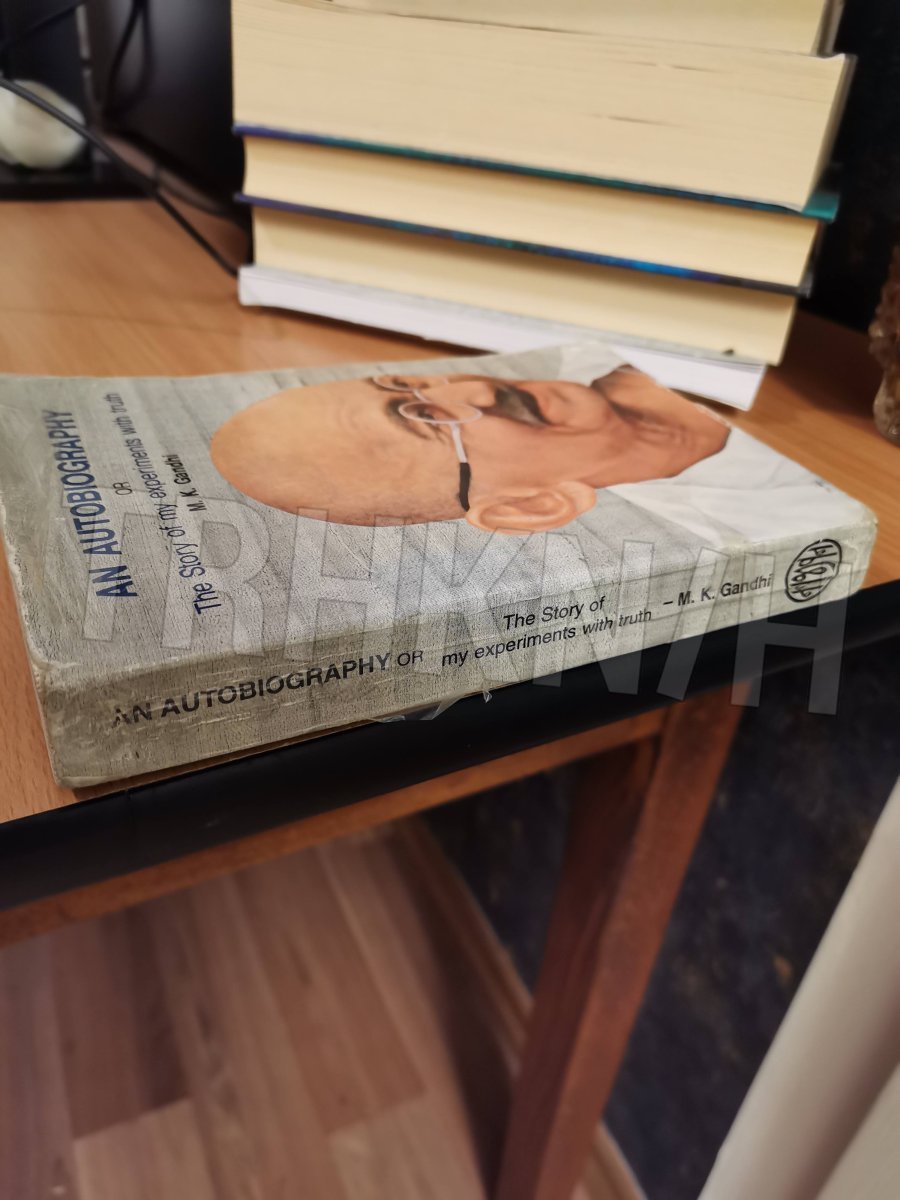 AN AUTOBIOGRAPHY
OR
The Story of my experiments with truth
M. K. Gandhi
AN AUTOBIOGRAPHY OR
The Story of
my experiments with truth
– M. K. Gandhi